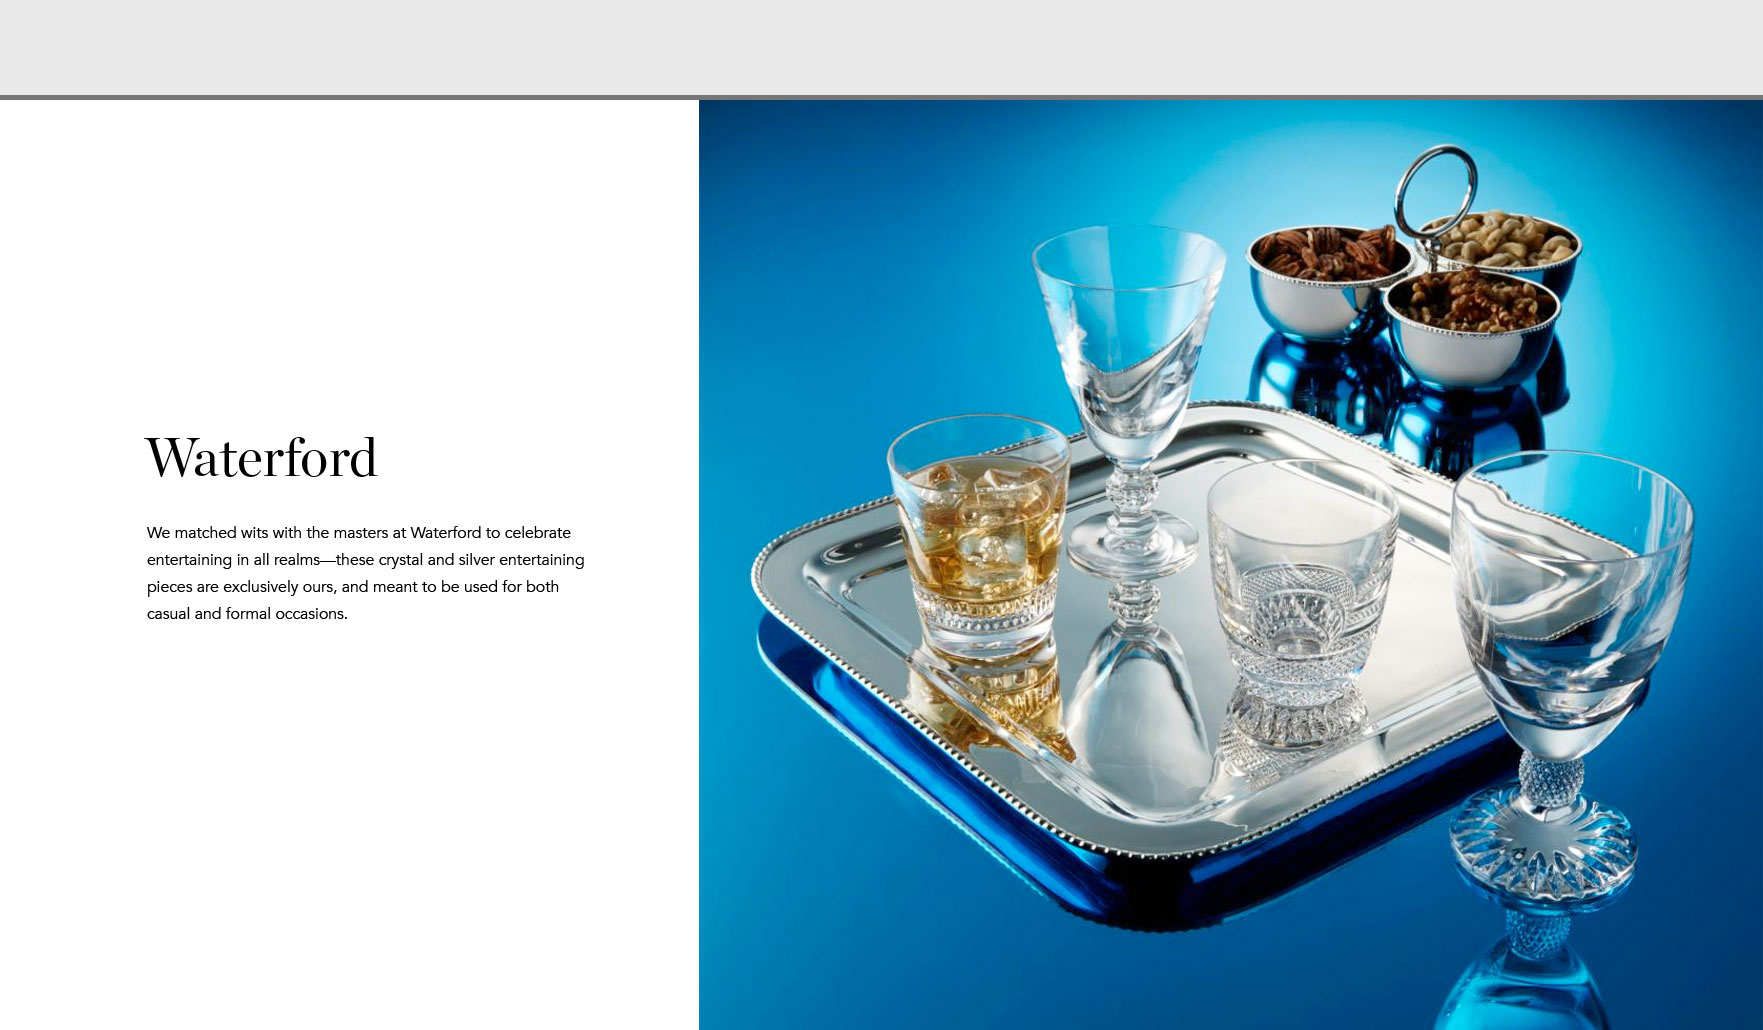 Waterford
We matched wits with the masters at Waterford to celebrate
entertaining in all realms—these crystal and silver entertaining
pieces are exclusively ours, and meant to be used for both
casual and formal occasions.